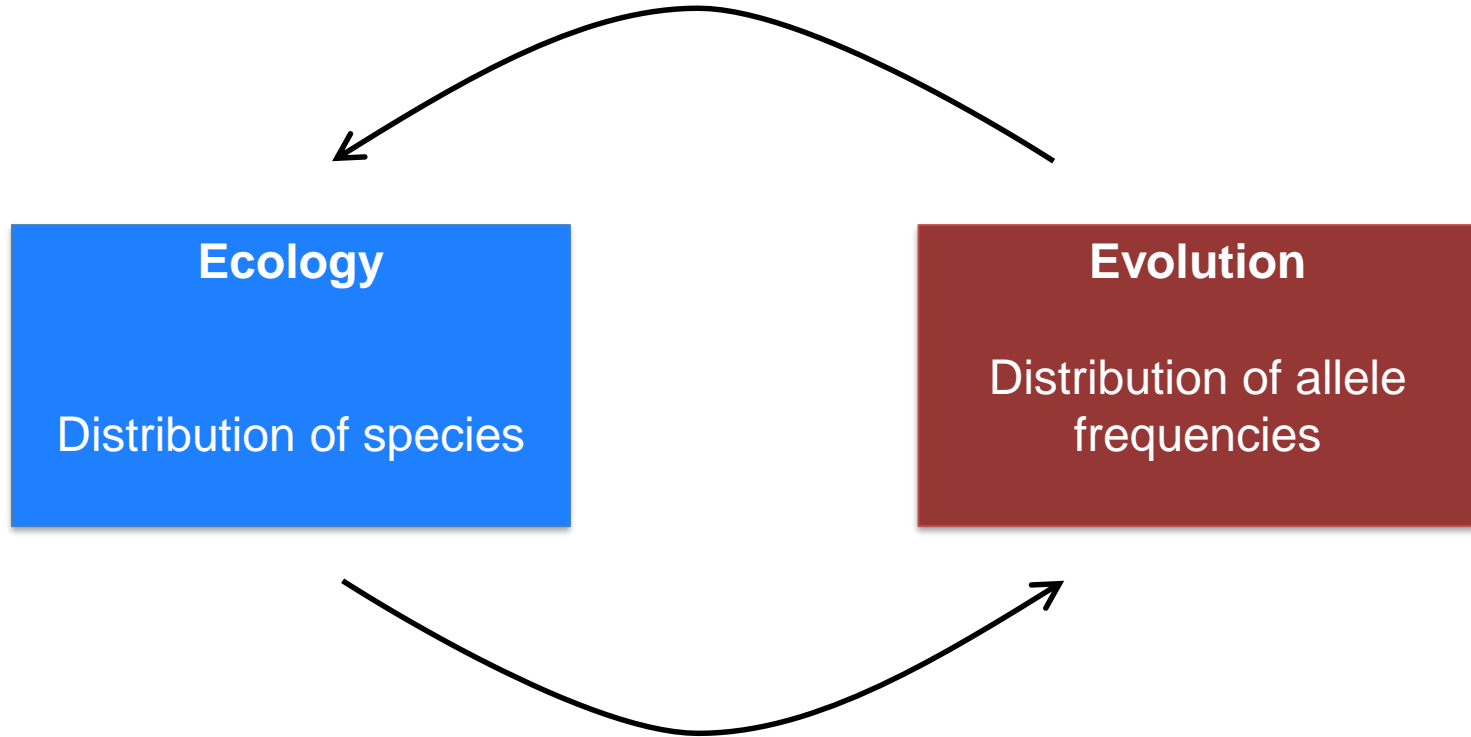 Ecology
Distribution of species
Evolution
Distribution of allele
frequencies